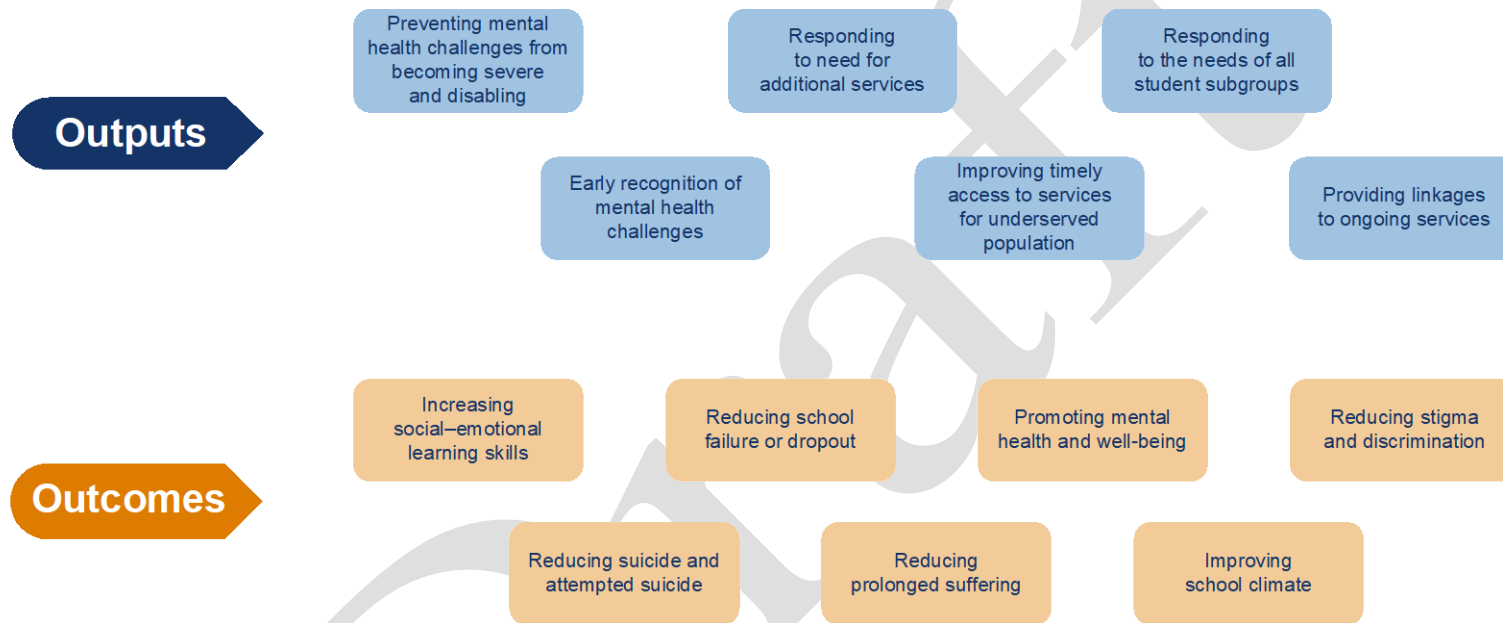 Outputs
Preventing mental
health challenges from
becoming severe
and disabling
Responding
to need for
additional services
Responding
to the needs of all
student subgroups
Early recognition of
mental health
challenges
Improving timely
access to services
for underserved
population
Providing linkages
to ongoing services
Outcomes
Increasing
social–emotional
learning skills
Reducing school
failure or dropout
Promoting mental
health and well-being
Reducing stigma
and discrimination
Reducing suicide and
attempted suicide
Reducing
prolonged suffering
Improving
school climate